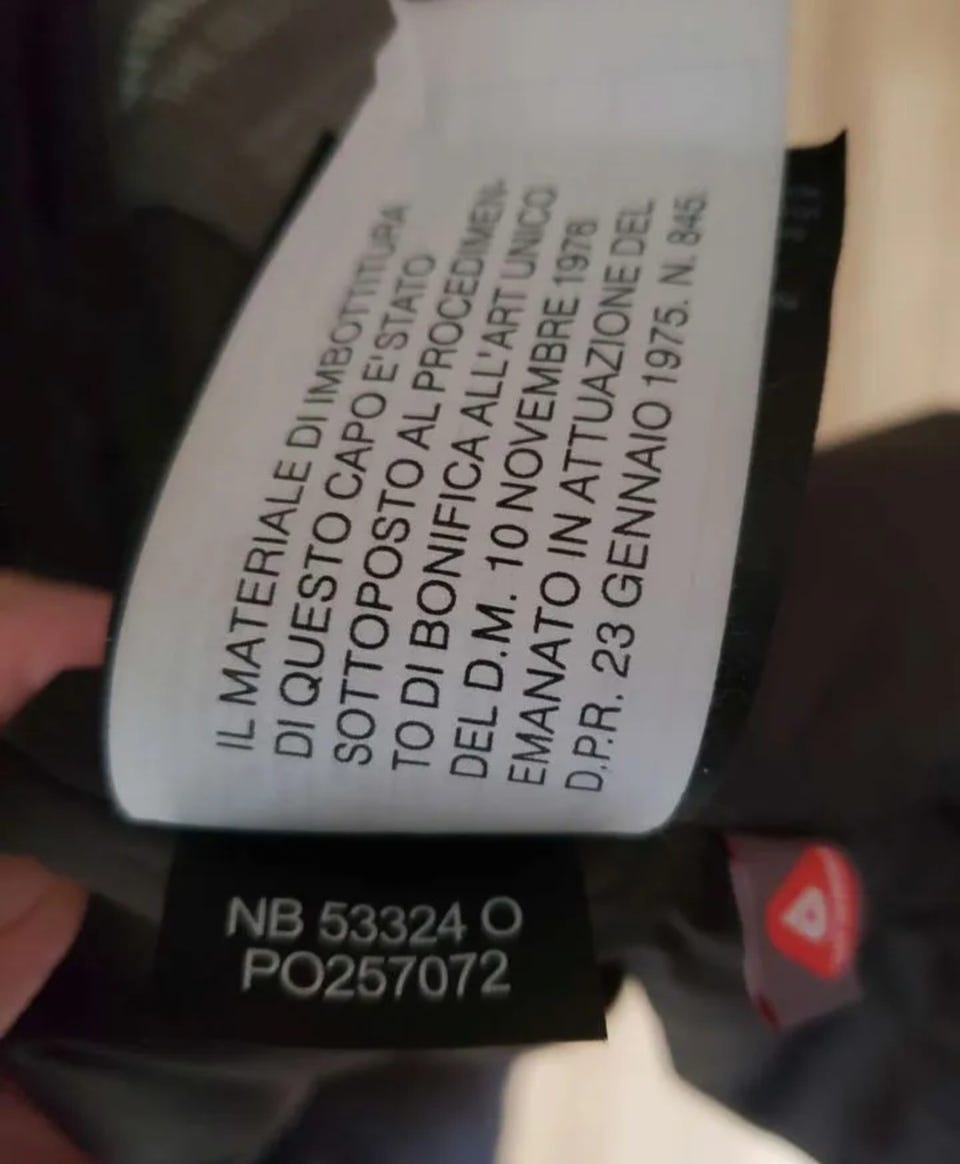 IL MATERIALE DI IMBOTTITURA
DI QUESTO CAPO E' STATO
SOTTOPOSTO AL PROCEDIMEN-
TO DI BONIFICA ALL'ART UNICO
DEL D.M. 10 NOVEMBRE 1978
EMANATO IN ATTUAZIONE DEL
D.P.R. 23 GENNAIO 1975. N. 845.
NB 53324 O
PO257072